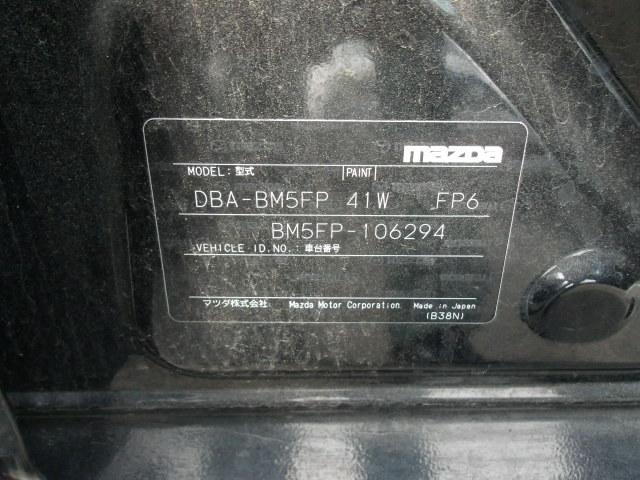 mazda
MODEL: 型式 PAINT
DBA-BM5FP 41W FP6
BM5FP-106294
VEHICLE ID.NO.: 車台番号
マツダ株式会社 Mazda Motor Corporation. Made in Japan
(B38N)